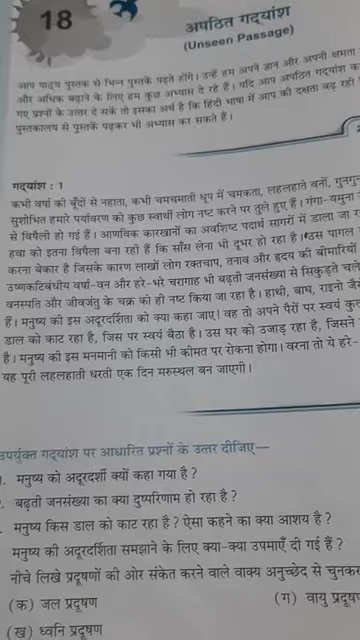 18
अपठित गद्यांश
(Unseen Passage)
आप पाठ्य पुस्तक से भिन्न पुस्तकें पढ़ते होंगे। उन्हें हम अपने ज्ञान और अपनी क्षमता
और अधिक बढ़ाने के लिए हम कुछ अभ्यास दे रहे हैं। यदि आप अपठित गद्यांश क
गए प्रश्नों के उत्तर दे सकें तो इसका अर्थ है कि हिंदी भाषा में आप की दक्षता बढ़ रही
पुस्तकालय से पुस्तकें पढ़कर भी अभ्यास कर सकते हैं।
गद्यांश : 1
कभी वर्षा की बूँदों से नहाता, कभी चमचमाती धूप में चमकता, लहलहाते वनों, गुनगु
सुशोभित हमारे पर्यावरण को कुछ स्वार्थी लोग नष्ट करने पर तुले हुए हैं। गंगा-यमुना
से विषैली हो गई हैं। आणविक कारखानों का अवशिष्ट पदार्थ सागरों में डाला जा
हवा को इतना विषैला बना रही हैं कि साँस लेना भी दूभर हो रहा है। उस पागल
करना बेकार है जिसके कारण लाखों लोग रक्तचाप, तनाव और हृदय की बीमारियों
उष्णकटिबंधीय वर्षा-वन और हरे-भरे चरागाह भी बढ़ती जनसंख्या से सिकुड़ते चले
वनस्पति और जीवजंतु के चक्र को ही नष्ट किया जा रहा है। हाथी, बाघ, राइनो जै
हैं। मनुष्य की इस अदूरदर्शिता को क्या कहा जाए! वह तो अपने पैरों पर स्वयं कु
डाल को काट रहा है, जिस पर स्वयं बैठा है। उस घर को उजाड़ रहा है, जिसने
है। मनुष्य की इस मनमानी को किसी भी कीमत पर रोकना होगा। वरना तो ये हरे-
यह पूरी लहलहाती धरती एक दिन मरुस्थल बन जाएगी।
उपर्युक्त गद्यांश पर आधारित प्रश्नों के उत्तर दीजिए—
मनुष्य को अदूरदर्शी क्यों कहा गया है?
बढ़ती जनसंख्या का क्या दुष्परिणाम हो रहा है?
मनुष्य किस डाल को काट रहा है? ऐसा कहने का क्या आशय है?
मनुष्य की अदूरदर्शिता समझाने के लिए क्या-क्या उपमाएँ दी गई हैं?
नीचे लिखे प्रदूषणों की ओर संकेत करने वाले वाक्य अनुच्छेद से चुनकर
(क) जल प्रदूषण (ग) वायु प्रदूषण
(ख) ध्वनि प्रदूषण